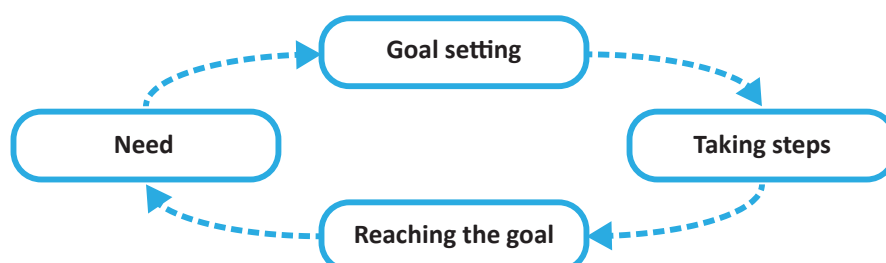 Goal setting
Need
Taking steps
Reaching the goal